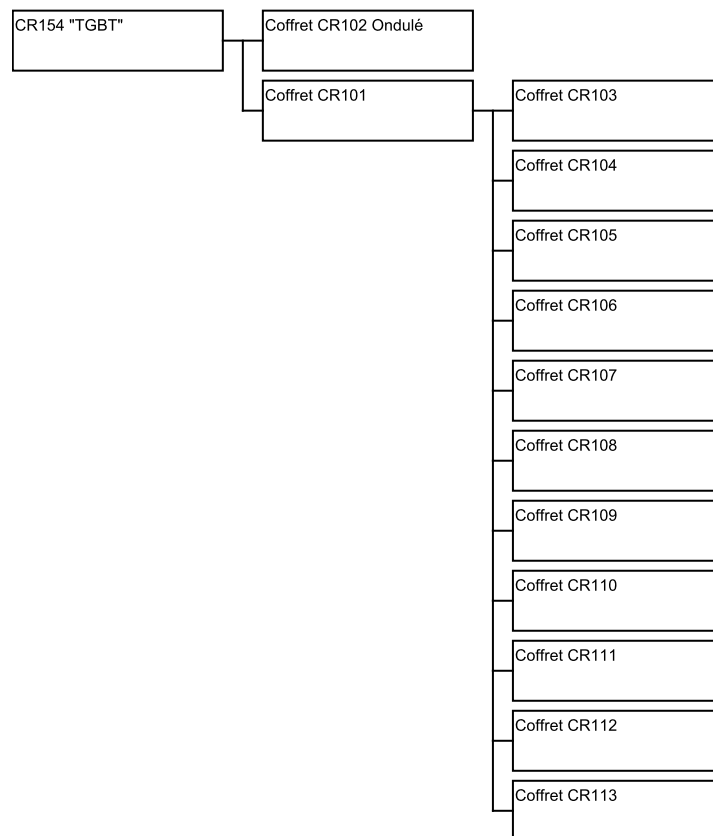 CR154 "TGBT"
Coffret CR102 Ondulé
Coffret CR101
Coffret CR103
Coffret CR104
Coffret CR105
Coffret CR106
Coffret CR107
Coffret CR108
Coffret CR109
Coffret CR110
Coffret CR111
Coffret CR112
Coffret CR113